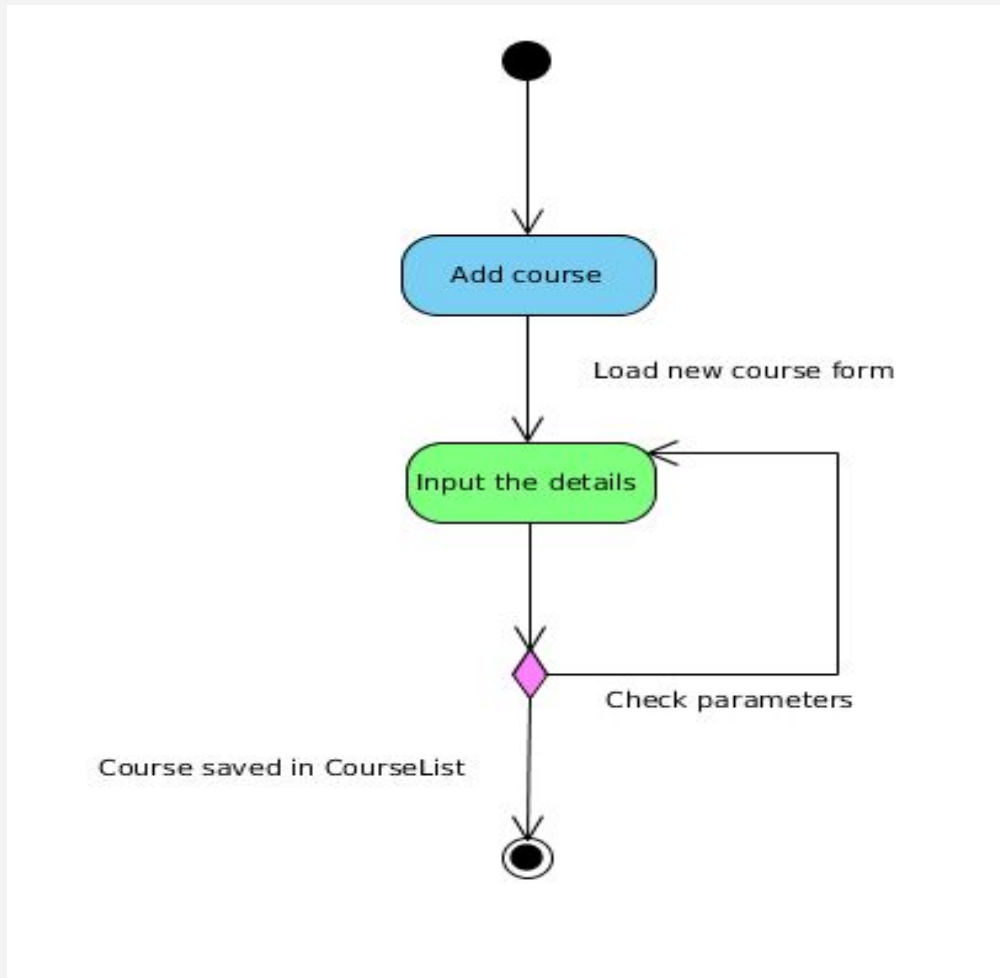 Add course
Load new course form
Input the details
Check parameters
Course saved in CourseList